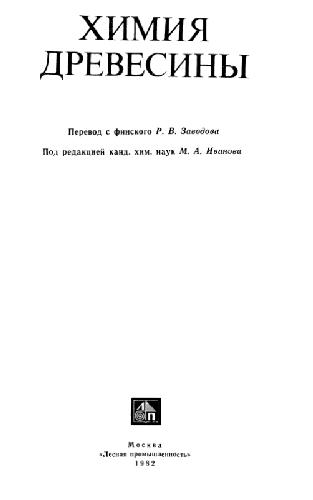 ХИМИЯ
ДРЕВЕСИНЫ
Перевод с финского Р. В. Заводова
Под редакцией канд. хим. наук М. А. Иванова
ЛП
Москва
«Лесная промышленность»
1982